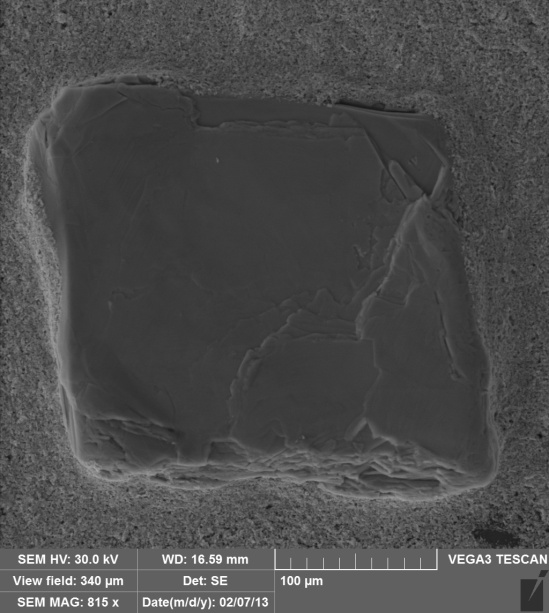 SEM HV: 30.0 kV WD: 16.59 mm VEGA3 TESCAN
View field: 340 µm Det: SE 100 µm
SEM MAG: 815 x Date(m/d/y): 02/07/13